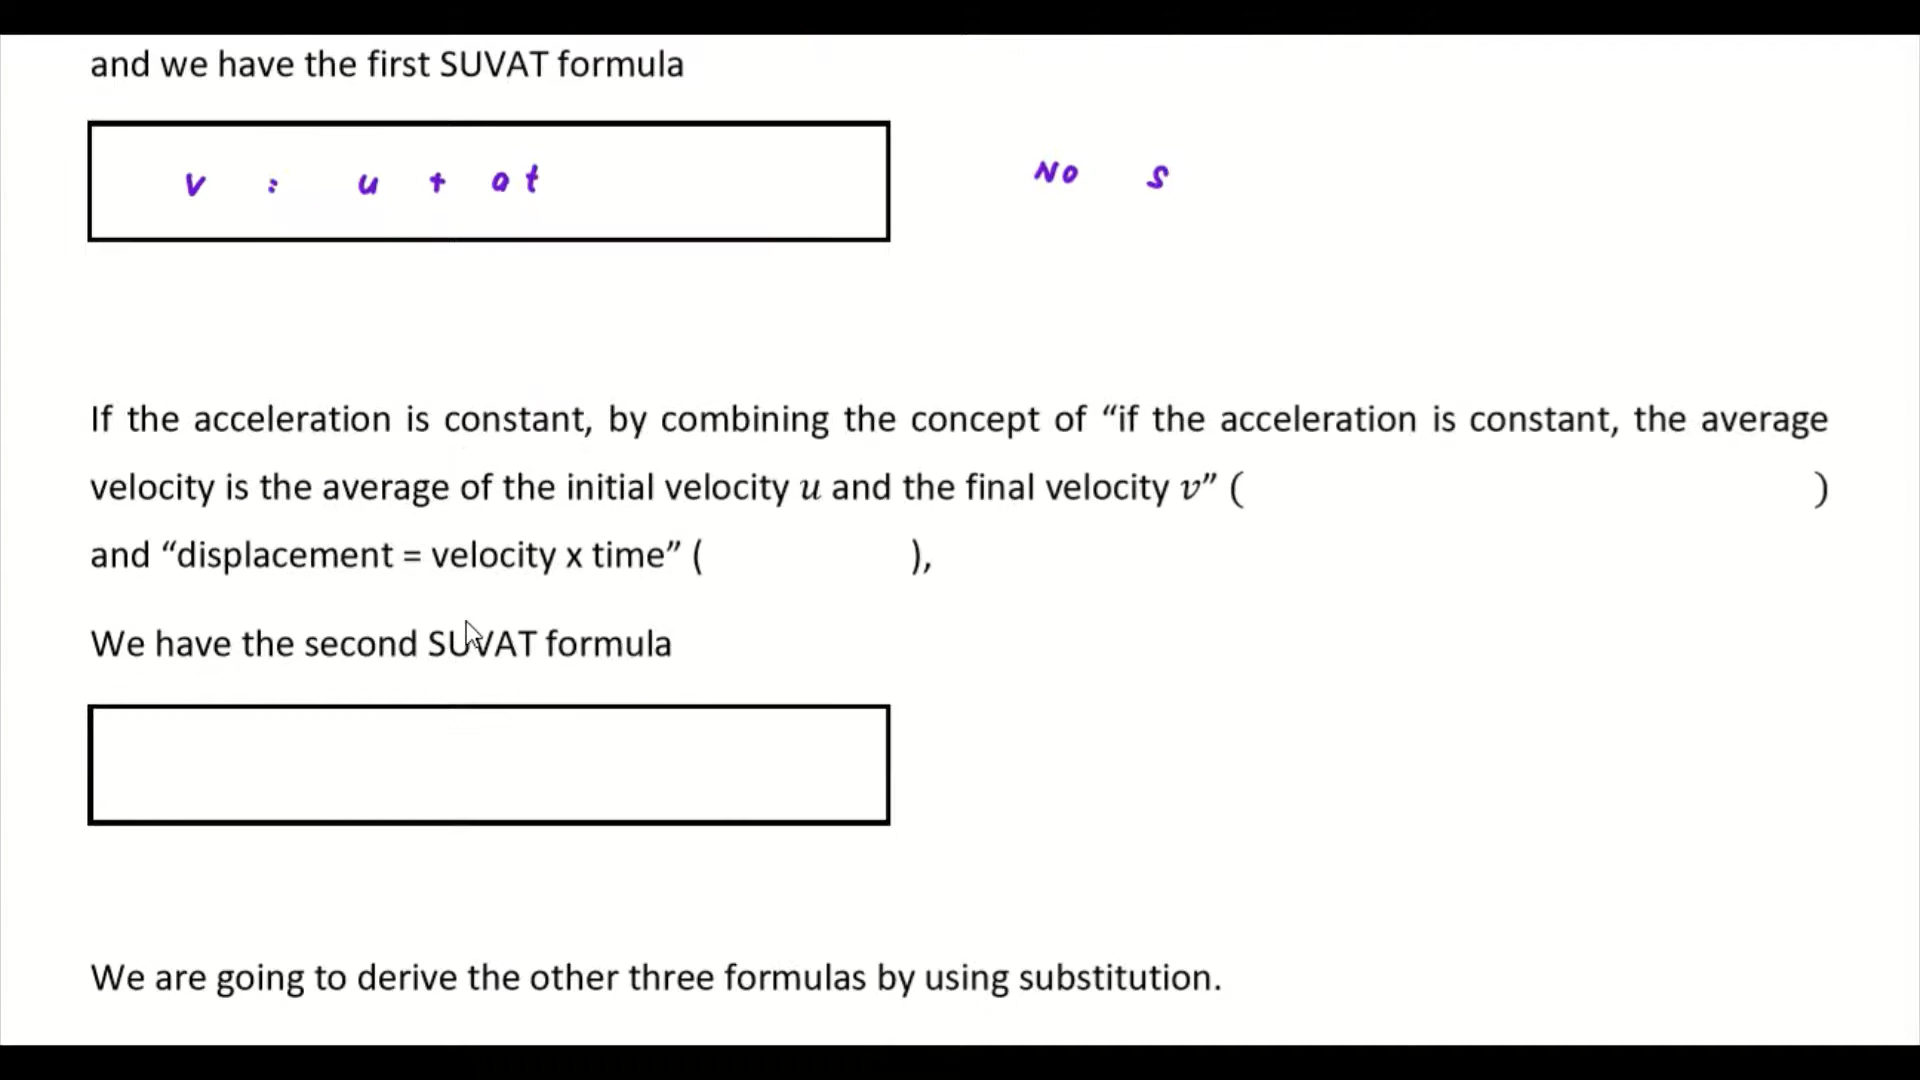 and we have the first SUVAT formula
v = u + at
No s
If the acceleration is constant, by combining the concept of “if the acceleration is constant, the average
velocity is the average of the initial velocity u and the final velocity v” ( )
and “displacement = velocity x time” ( ),
We have the second SUVAT formula
We are going to derive the other three formulas by using substitution.